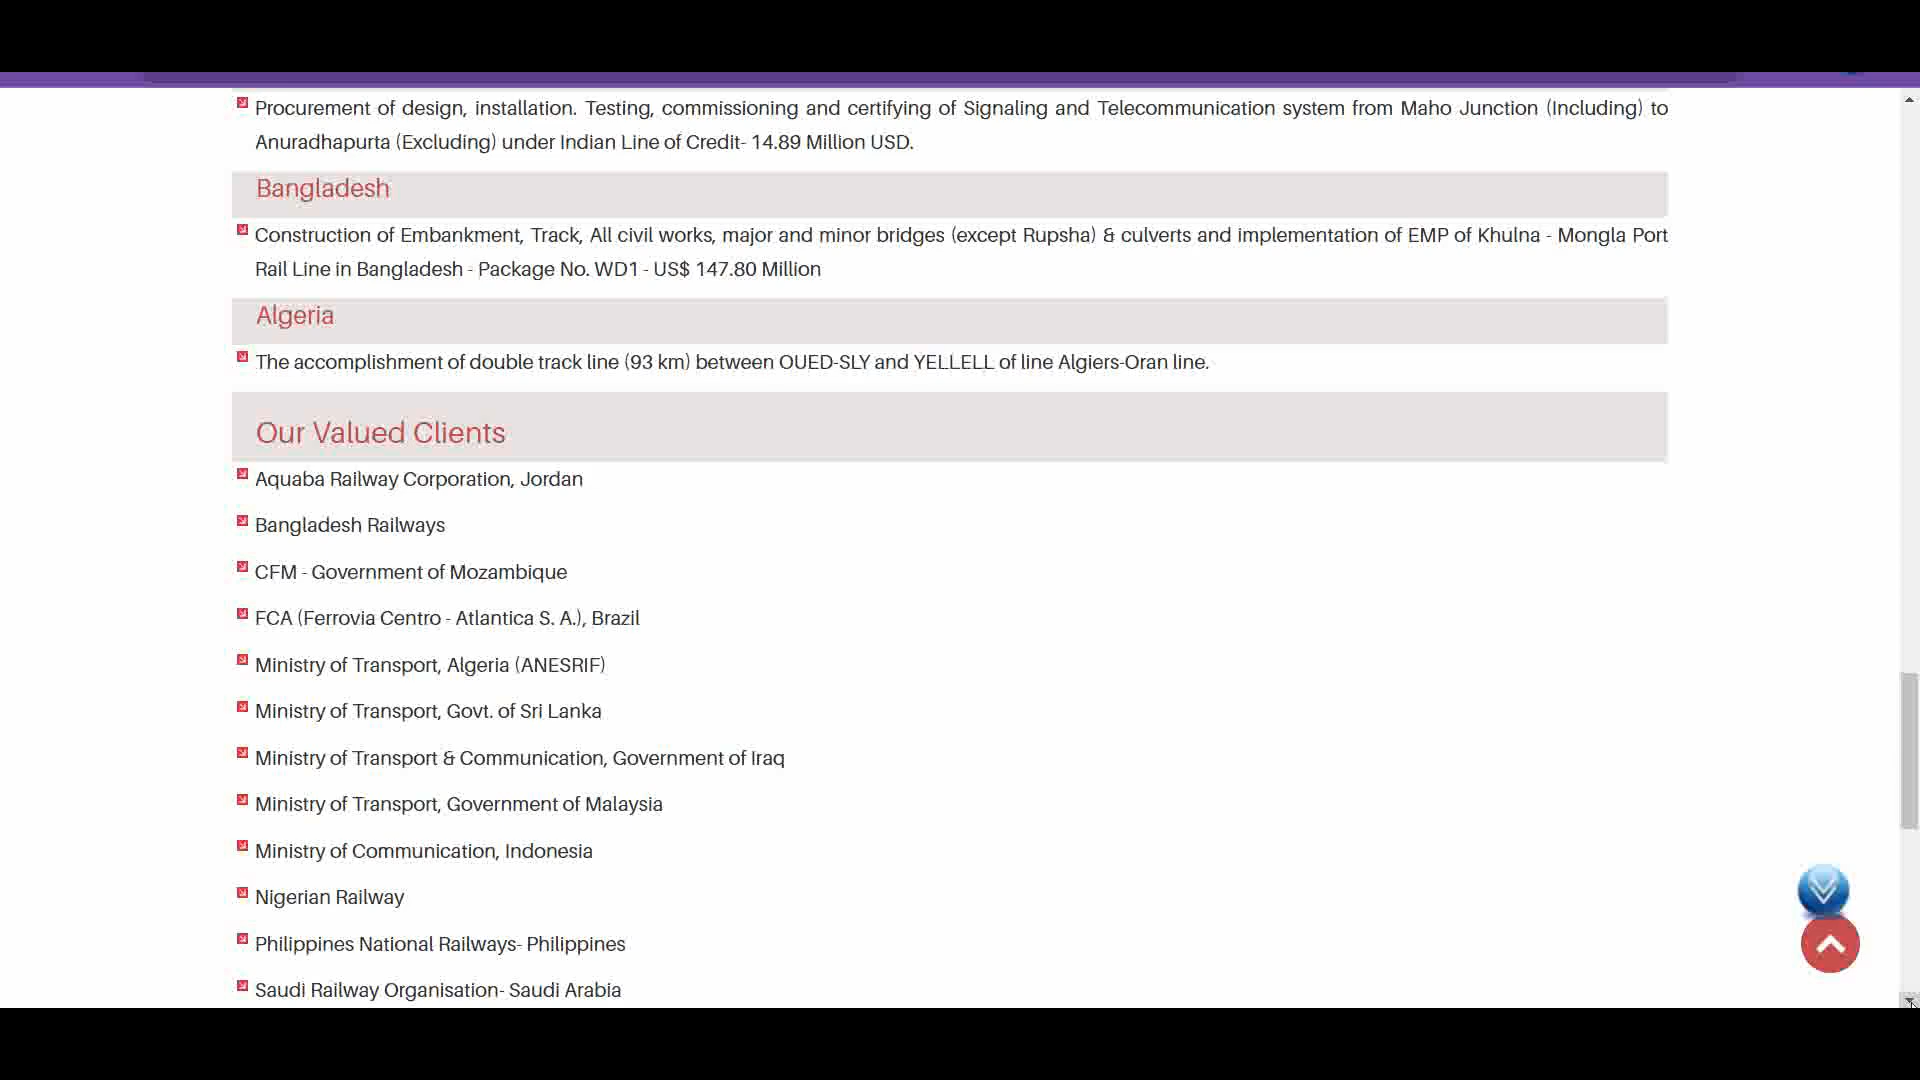 Procurement of design, installation. Testing, commissioning and certifying of Signaling and Telecommunication system from Maho Junction (Including) to
Anuradhapurta (Excluding) under Indian Line of Credit- 14.89 Million USD.
Bangladesh
Construction of Embankment, Track, All civil works, major and minor bridges (except Rupsha) & culverts and implementation of EMP of Khulna - Mongla Port
Rail Line in Bangladesh - Package No. WD1 - US$ 147.80 Million
Algeria
The accomplishment of double track line (93 km) between OUED-SLY and YELLELL of line Algiers-Oran line.
Our Valued Clients
Aquaba Railway Corporation, Jordan
Bangladesh Railways
CFM - Government of Mozambique
FCA (Ferrovia Centro - Atlantica S. A.), Brazil
Ministry of Transport, Algeria (ANESRIF)
Ministry of Transport, Govt. of Sri Lanka
Ministry of Transport & Communication, Government of Iraq
Ministry of Transport, Government of Malaysia
Ministry of Communication, Indonesia
Nigerian Railway
Philippines National Railways- Philippines
Saudi Railway Organisation- Saudi Arabia